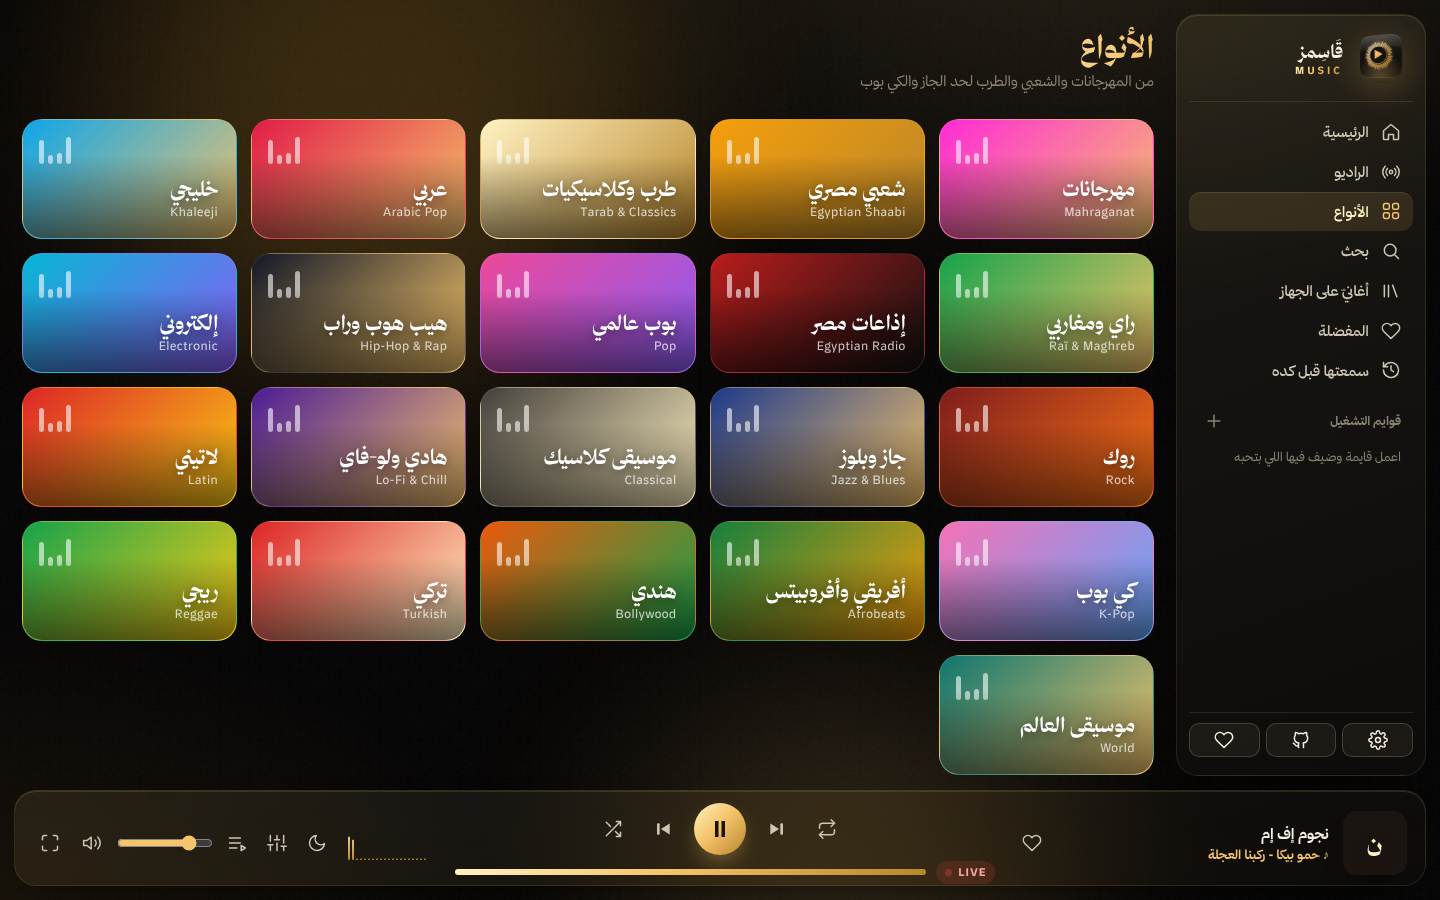 قَاسِمز
MUSIC
الرئيسية
الراديو
الأنواع
بحث
أغانيّ على الجهاز
المفضلة
سمعتها قبل كده
قوايم التشغيل
اعمل قايمة وضيف فيها اللي بتحبه
الأنواع
من المهرجانات والشعبي والطرب لحد الجاز والكي بوب
مهرجانات
Mahraganat
شعبي مصري
Egyptian Shaabi
طرب وكلاسيكيات
Tarab & Classics
عربي
Arabic Pop
خليجي
Khaleeji
راي ومغاربي
Raï & Maghreb
إذاعات مصر
Egyptian Radio
بوب عالمي
Pop
هيب هوب وراب
Hip-Hop & Rap
إلكتروني
Electronic
روك
Rock
جاز وبلوز
Jazz & Blues
موسيقى كلاسيك
Classical
هادي ولو-فاي
Lo-Fi & Chill
لاتيني
Latin
كي بوب
K-Pop
أفريقي وأفروبيتس
Afrobeats
هندي
Bollywood
تركي
Turkish
ريجي
Reggae
موسيقى العالم
World
ن
نجوم إف إم
♪ حمو بيكا - ركبنا العجلة
LIVE